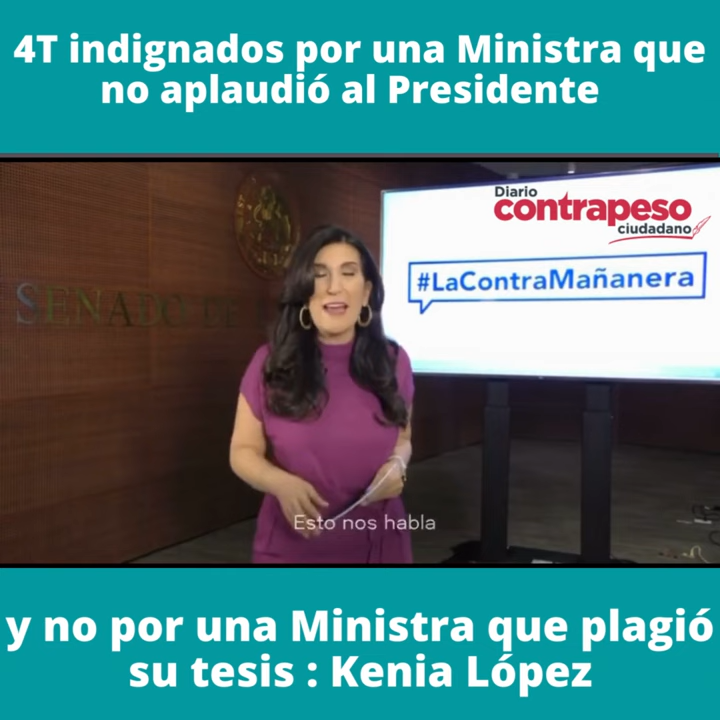 4T indignados por una Ministra que
no aplaudió al Presidente
Diario
contrapeso
ciudadano
#LaContraMañanera
SENADO DE
Esto nos habla
y no por una Ministra que plagió
su tesis : Kenia López